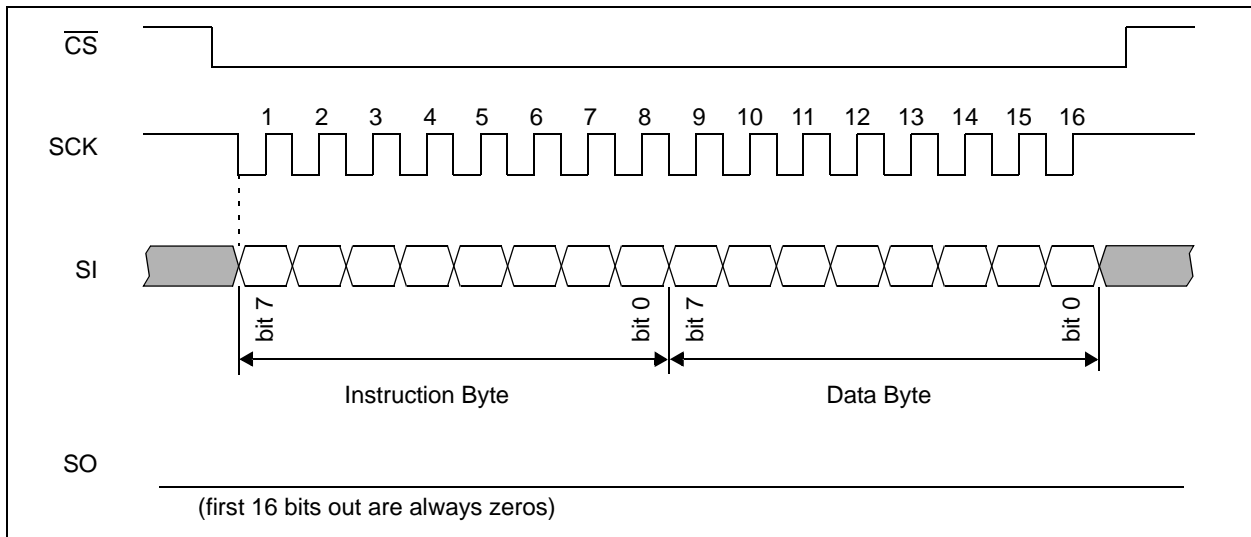 CS
1 2 3 4 5 6 7 8 9 10 11 12 13 14 15 16
SCK
SI
bit 7
bit 0
bit 7
bit 0
Instruction Byte
Data Byte
SO
(first 16 bits out are always zeros)